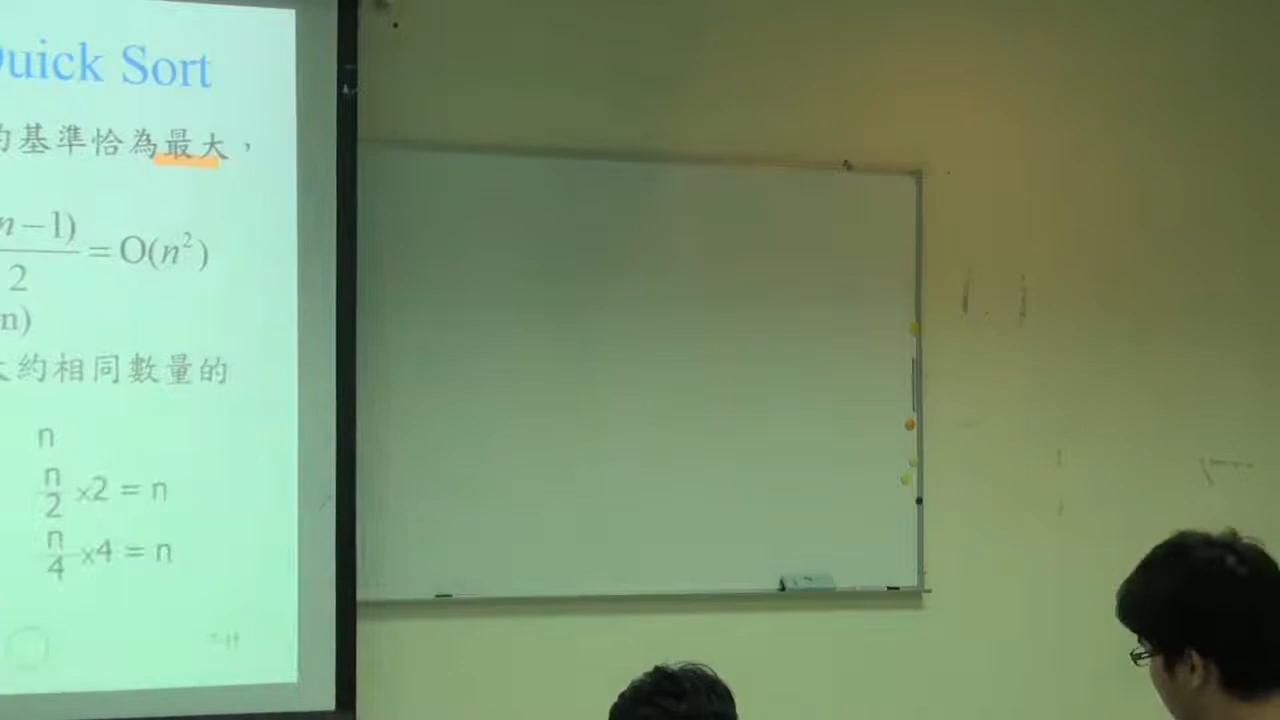 Quick Sort
的基準恰為最大，
n−1)/2 = O(n²)
n)
大約相同數量的
n
n/2 ×2 = n
n/4 ×4 = n